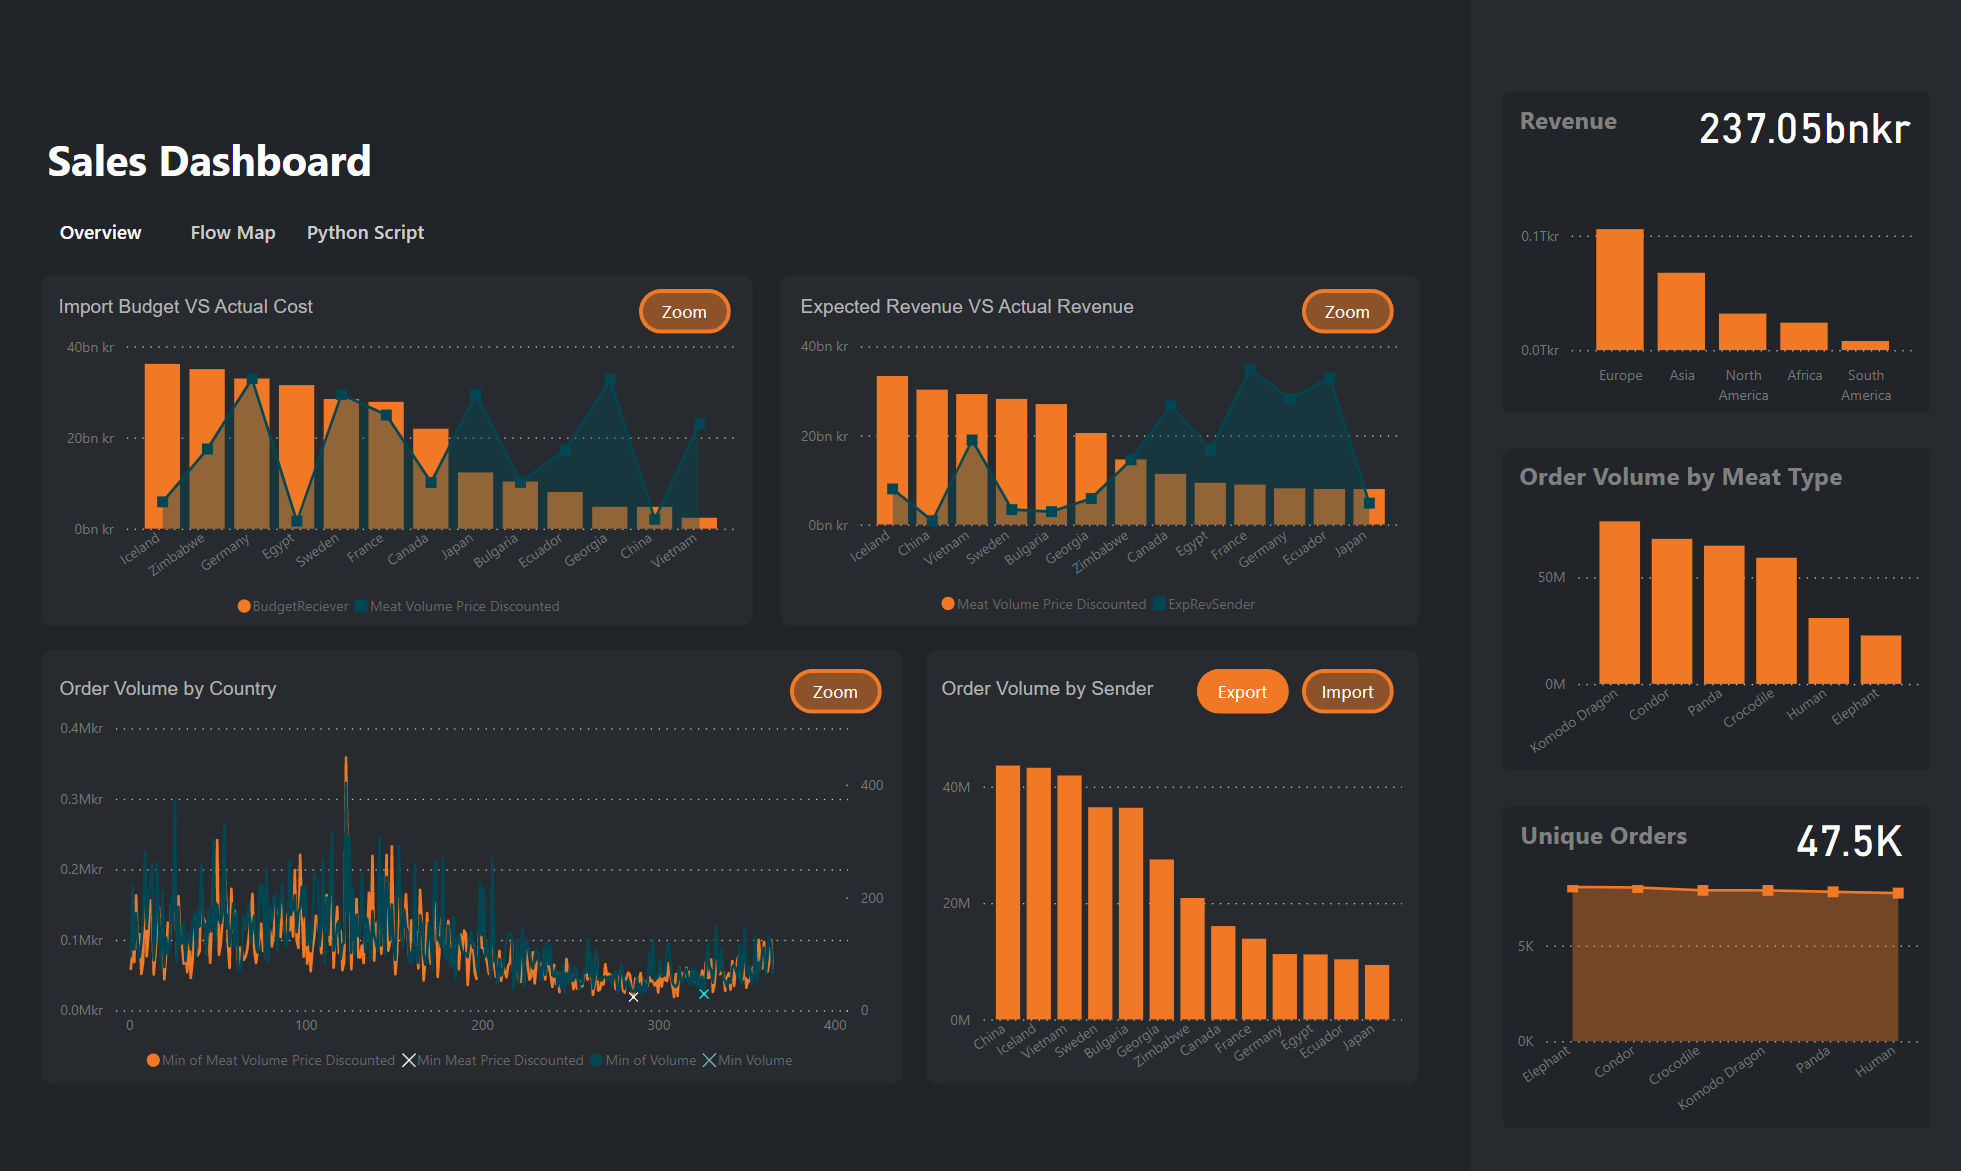 Sales Dashboard
Overview
Flow Map
Python Script
Import Budget VS Actual Cost
Zoom
40bn kr
20bn kr
0bn kr
Iceland
Zimbabwe
Germany
Egypt
Sweden
France
Canada
Japan
Bulgaria
Ecuador
Georgia
China
Vietnam
BudgetReciever
Meat Volume Price Discounted
Expected Revenue VS Actual Revenue
Zoom
40bn kr
20bn kr
0bn kr
Iceland
China
Vietnam
Sweden
Bulgaria
Georgia
Zimbabwe
Canada
Egypt
France
Germany
Ecuador
Japan
Meat Volume Price Discounted
ExpRevSender
Order Volume by Country
Zoom
0.4Mkr
0.3Mkr
0.2Mkr
0.1Mkr
0.0Mkr
400
200
0
0
100
200
300
400
Min of Meat Volume Price Discounted
Min Meat Price Discounted
Min of Volume
Min Volume
Order Volume by Sender
Export
Import
40M
20M
0M
China
Iceland
Vietnam
Sweden
Bulgaria
Georgia
Zimbabwe
Canada
France
Germany
Egypt
Ecuador
Japan
Revenue
237.05bnkr
0.1Tkr
0.0Tkr
Europe
Asia
North
America
Africa
South
America
Order Volume by Meat Type
50M
0M
Komodo Dragon
Condor
Panda
Crocodile
Human
Elephant
Unique Orders
47.5K
5K
0K
Elephant
Condor
Crocodile
Komodo Dragon
Panda
Human